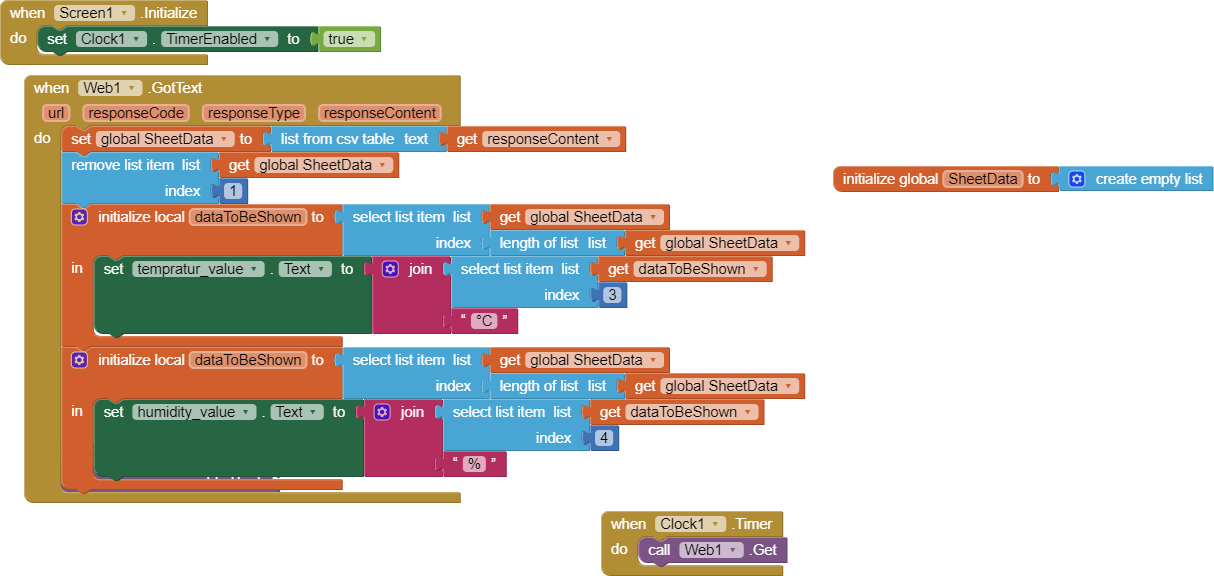 when Screen1 .Initialize
do set Clock1 . TimerEnabled to true
when Web1 .GotText
url responseCode responseType responseContent
do set global SheetData to list from csv table text get responseContent
remove list item list get global SheetData
index 1
initialize global SheetData to create empty list
initialize local dataToBeShown to select list item list get global SheetData
index length of list list get global SheetData
in set tempratur_value . Text to join select list item list get dataToBeShown
index 3
“ °C ”
initialize local dataToBeShown to select list item list get global SheetData
index length of list list get global SheetData
in set humidity_value . Text to join select list item list get dataToBeShown
index 4
“ % ”
when Clock1 .Timer
do call Web1 .Get